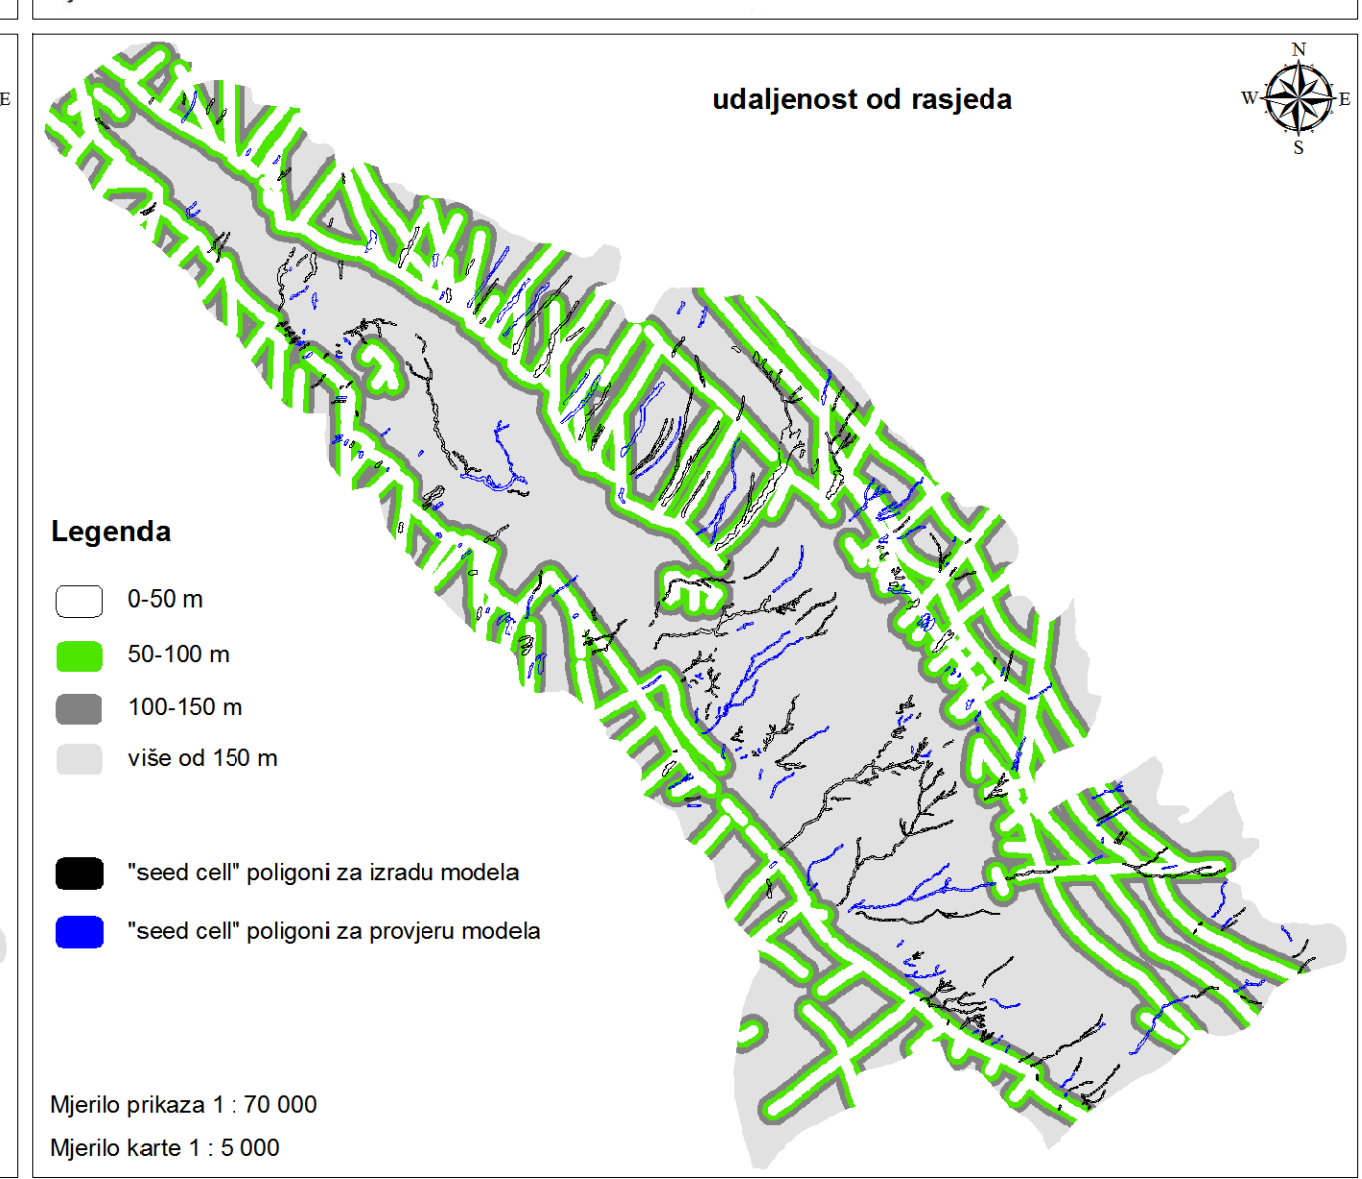 E
udaljenost od rasjeda
N
W
E
S
Legenda
0-50 m
50-100 m
100-150 m
više od 150 m
"seed cell" poligoni za izradu modela
"seed cell" poligoni za provjeru modela
Mjerilo prikaza 1 : 70 000
Mjerilo karte 1 : 5 000